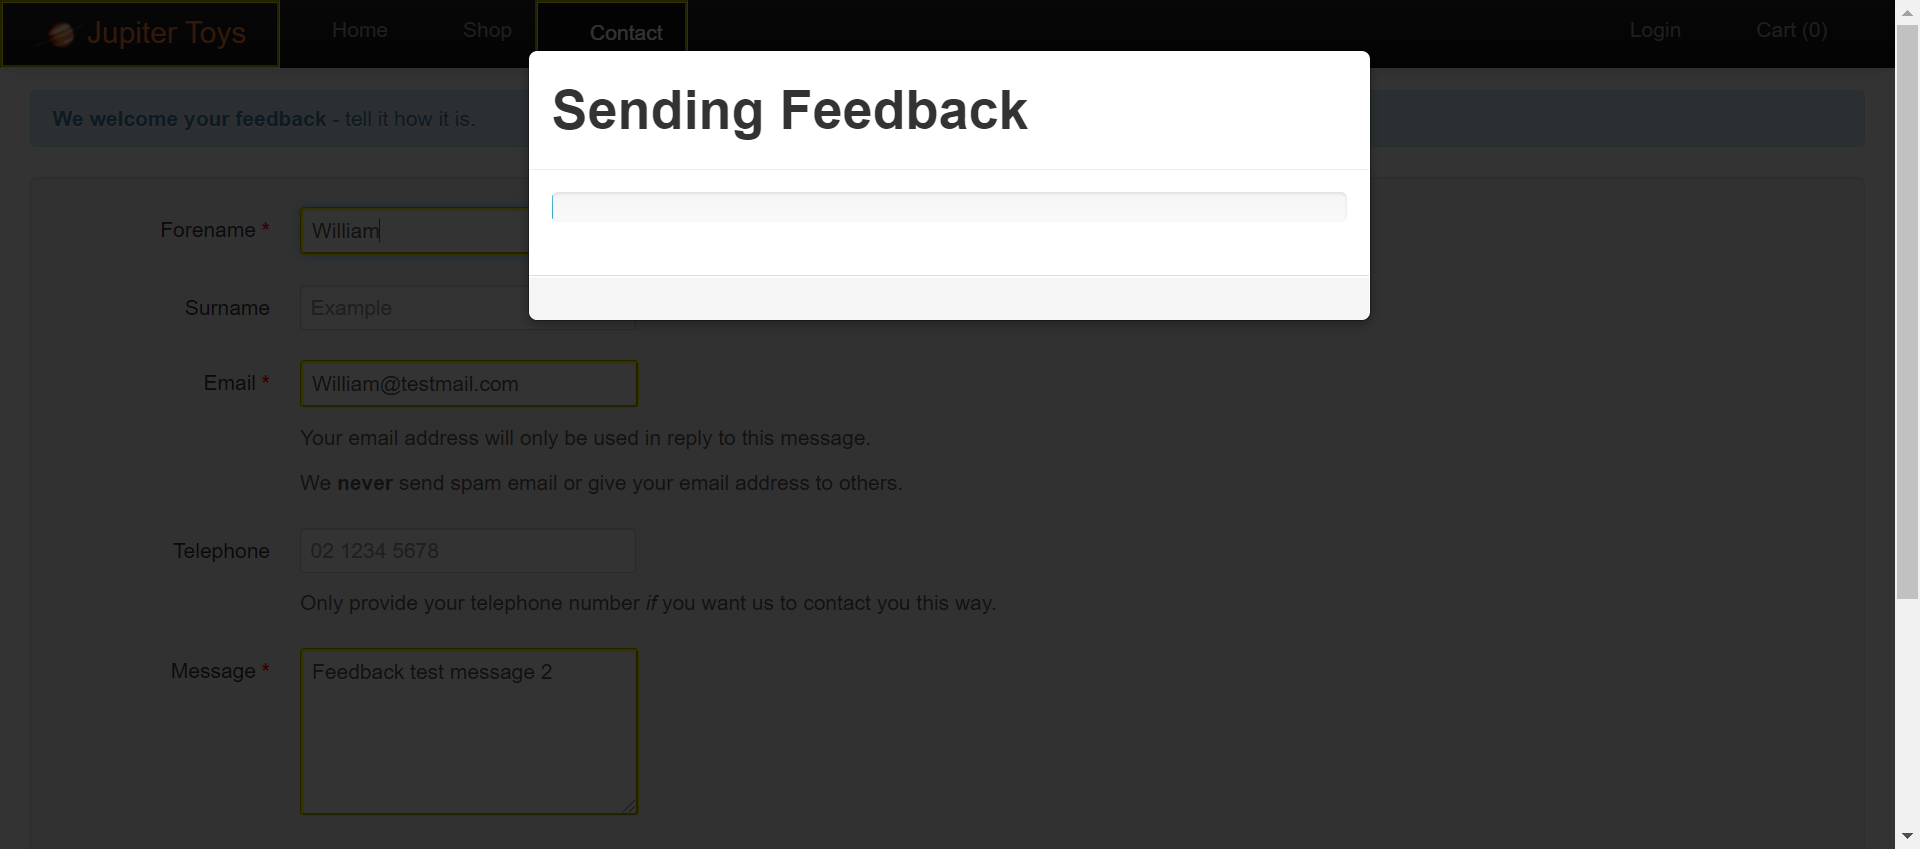 Jupiter Toys Home Shop Contact Login Cart (0)
Sending Feedback
We welcome your feedback - tell it how it is.
Forename * William
Surname Example
Email * William@testmail.com
Your email address will only be used in reply to this message.
We never send spam email or give your email address to others.
Telephone 02 1234 5678
Only provide your telephone number if you want us to contact you this way.
Message * Feedback test message 2